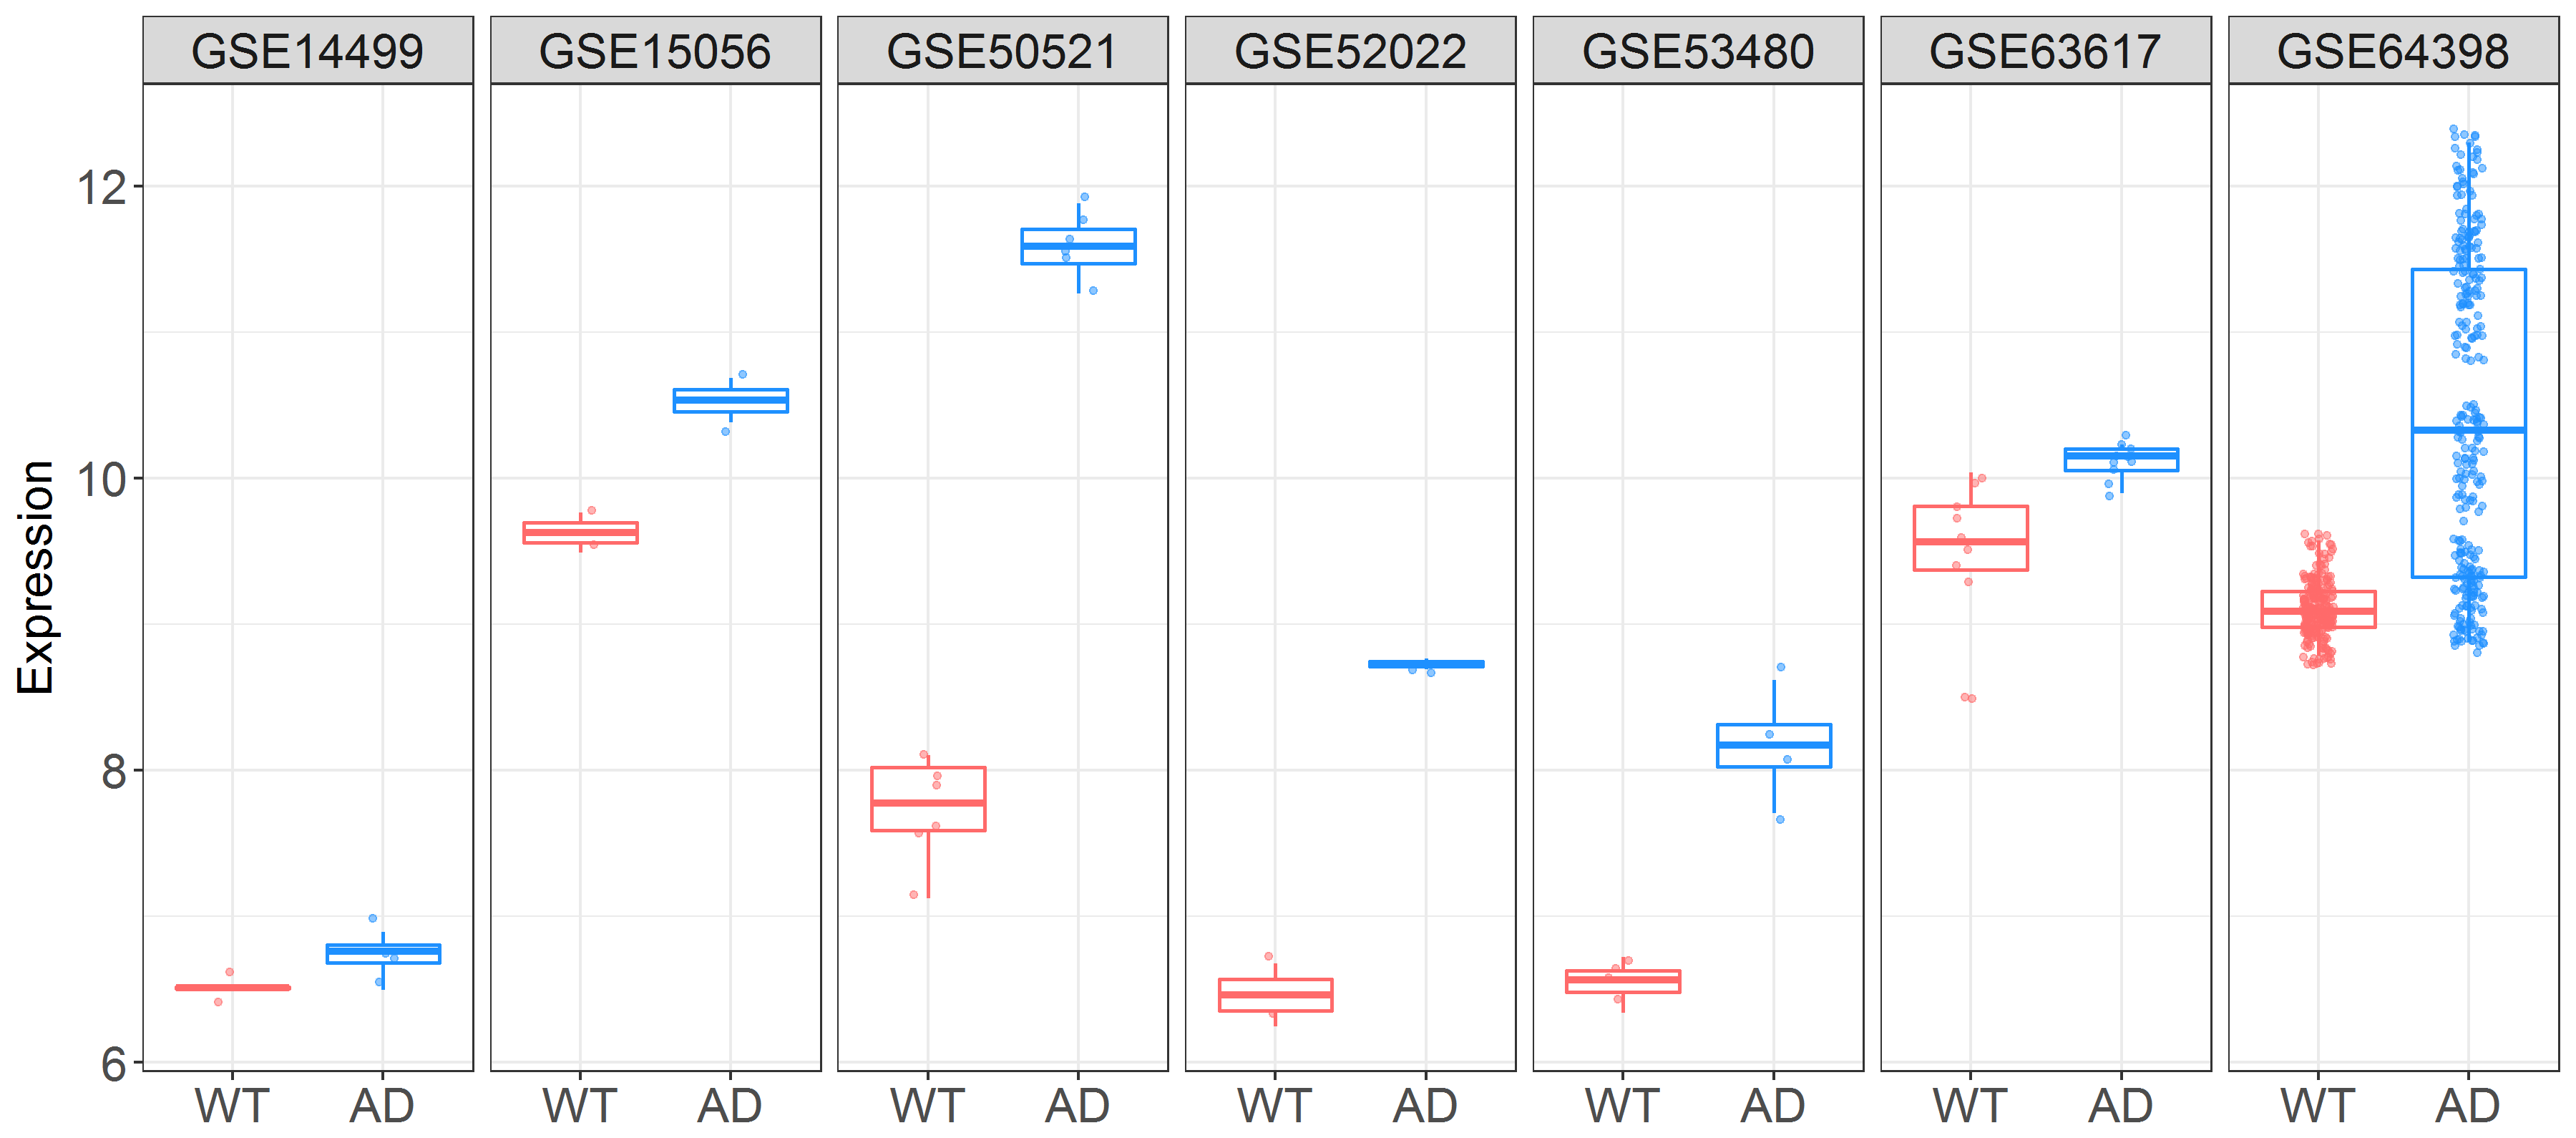 GSE14499 GSE15056 GSE50521 GSE52022 GSE53480 GSE63617 GSE64398
Expression
12
10
8
6
WT AD WT AD WT AD WT AD WT AD WT AD WT AD